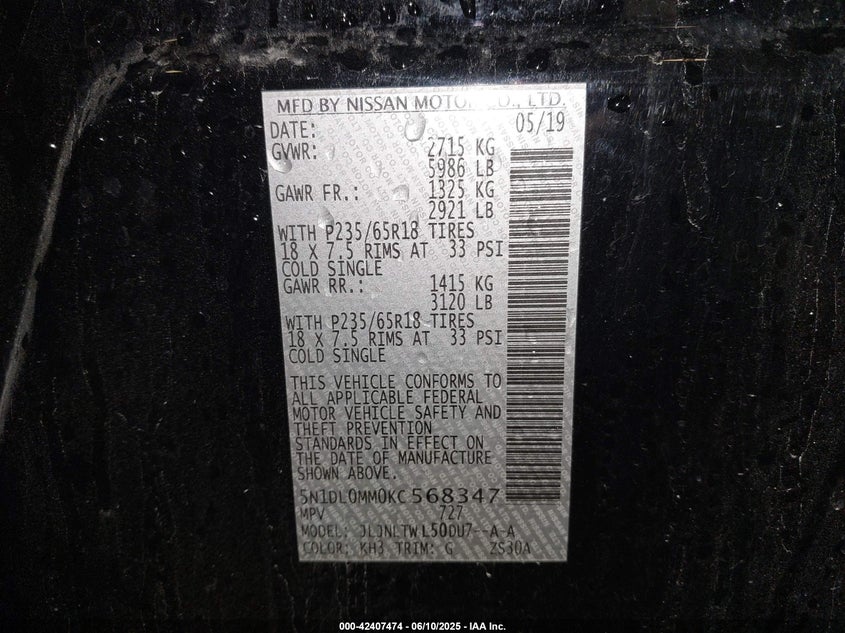 MFD BY NISSAN MOTOR CO., LTD.
DATE: 05/19
GVWR: 2715 KG
5986 LB
GAWR FR.: 1325 KG
2921 LB
WITH P235/65R18 TIRES
18 X 7.5 RIMS AT 33 PSI
COLD SINGLE
GAWR RR.: 1415 KG
3120 LB
WITH P235/65R18 TIRES
18 X 7.5 RIMS AT 33 PSI
COLD SINGLE
THIS VEHICLE CONFORMS TO
ALL APPLICABLE FEDERAL
MOTOR VEHICLE SAFETY AND
THEFT PREVENTION
STANDARDS IN EFFECT ON
THE DATE OF MANUFACTURE
SHOWN ABOVE.
5N1DL0MM0KC568347
MPV 727
MODEL:
COLOR: KH3 TRIM: G ZS30A
000-42407474 - 06/10/2025 - IAA Inc.